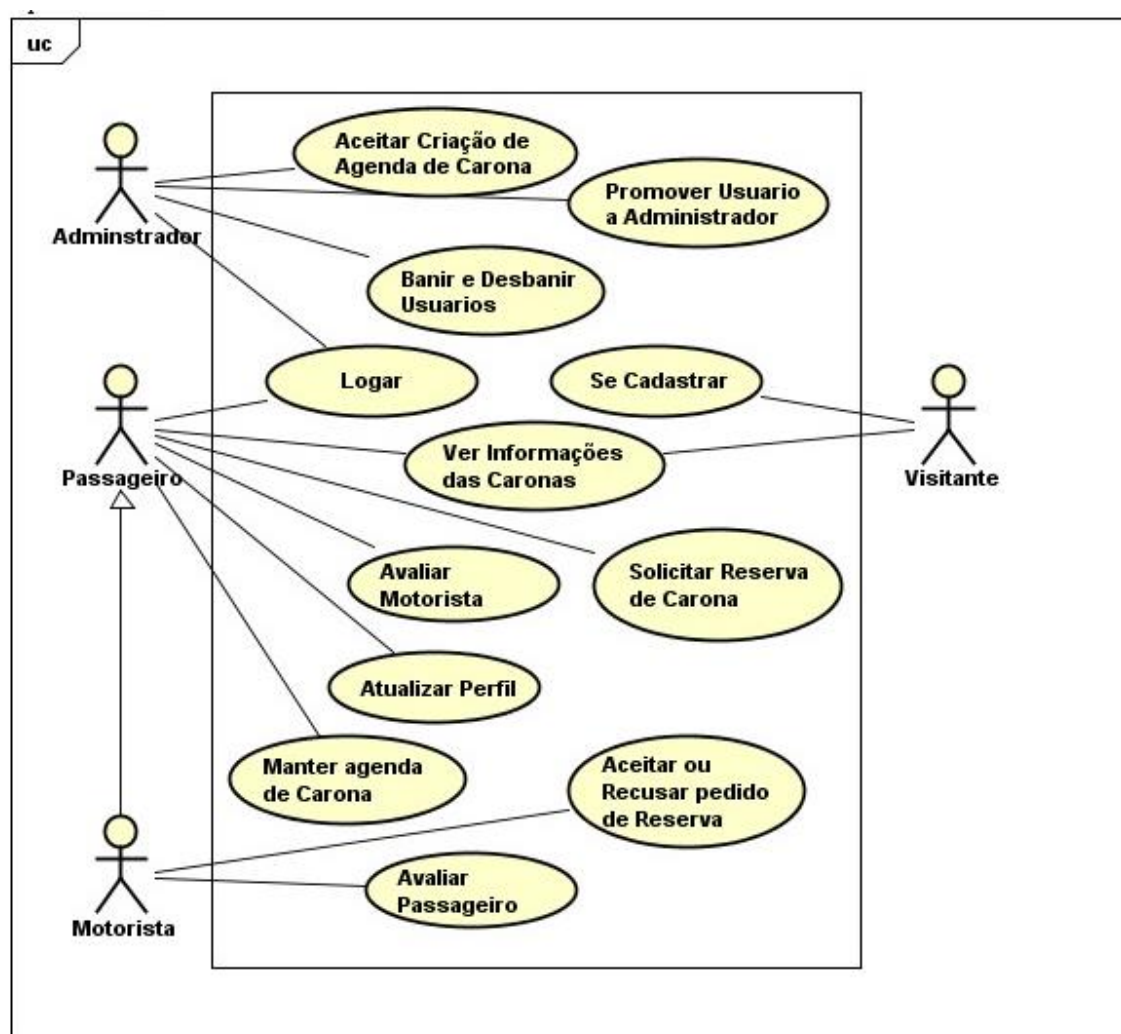 uc
Aceitar Criação de
Agenda de Carona
Promover Usuario
a Administrador
Adminstrador
Banir e Desbanir
Usuarios
Logar
Se Cadastrar
Ver Informações
das Caronas
Passageiro
Visitante
Avaliar
Motorista
Solicitar Reserva
de Carona
Atualizar Perfil
Manter agenda
de Carona
Aceitar ou
Recusar pedido
de Reserva
Avaliar
Passageiro
Motorista